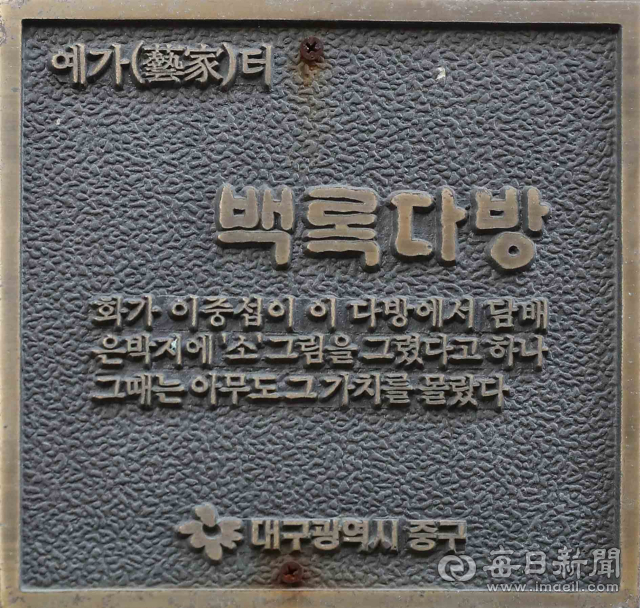 예가(藝家)터
백록다방
화가 이중섭이 이 다방에서 담배
은박지에 '소'그림을 그렸다고 하나
그때는 아무도 그 가치를 몰랐다
대구광역시 중구
每日新聞
www.imaeil.com